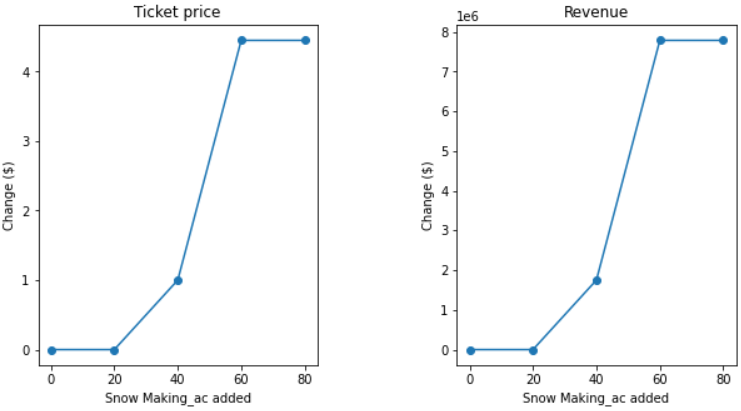 Ticket price
Change ($)
4
3
2
1
0
0 20 40 60 80
Snow Making_ac added
Revenue
1e6
Change ($)
8
7
6
5
4
3
2
1
0
0 20 40 60 80
Snow Making_ac added